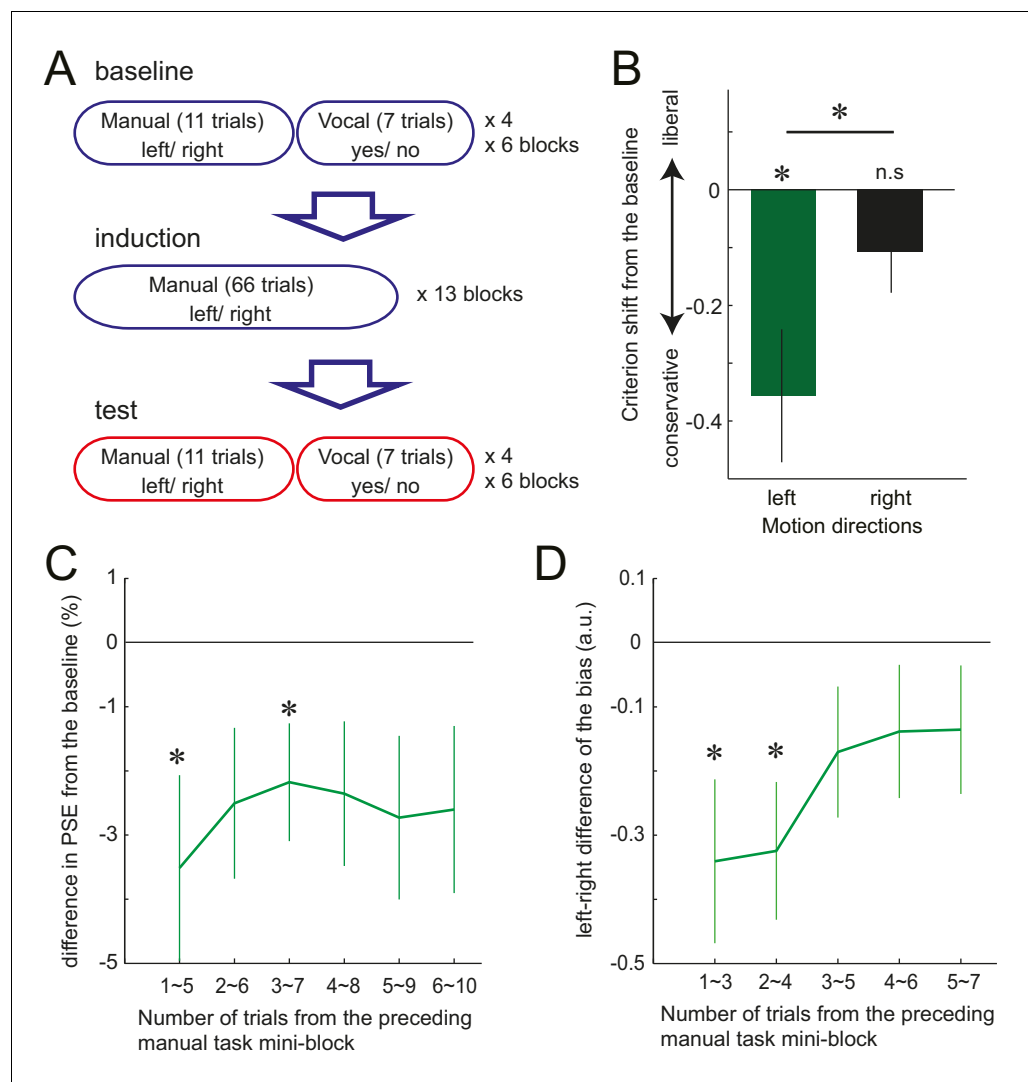 A
baseline
Manual (11 trials)
left/ right
Vocal (7 trials)
yes/ no
x 4
x 6 blocks
induction
Manual (66 trials)
left/ right
x 13 blocks
test
Manual (11 trials)
left/ right
Vocal (7 trials)
yes/ no
x 4
x 6 blocks
B
Criterion shift from the baseline
conservative
liberal
*
*
n.s
0
-0.2
-0.4
left
right
Motion directions
C
difference in PSE from the baseline (%)
1
0
-1
-3
-5
*
*
1~5
2~6
3~7
4~8
5~9
6~10
Number of trials from the preceding
manual task mini-block
D
left-right difference of the bias (a.u.)
0.1
0
-0.1
-0.3
-0.5
*
*
1~3
2~4
3~5
4~6
5~7
Number of trials from the preceding
manual task mini-block